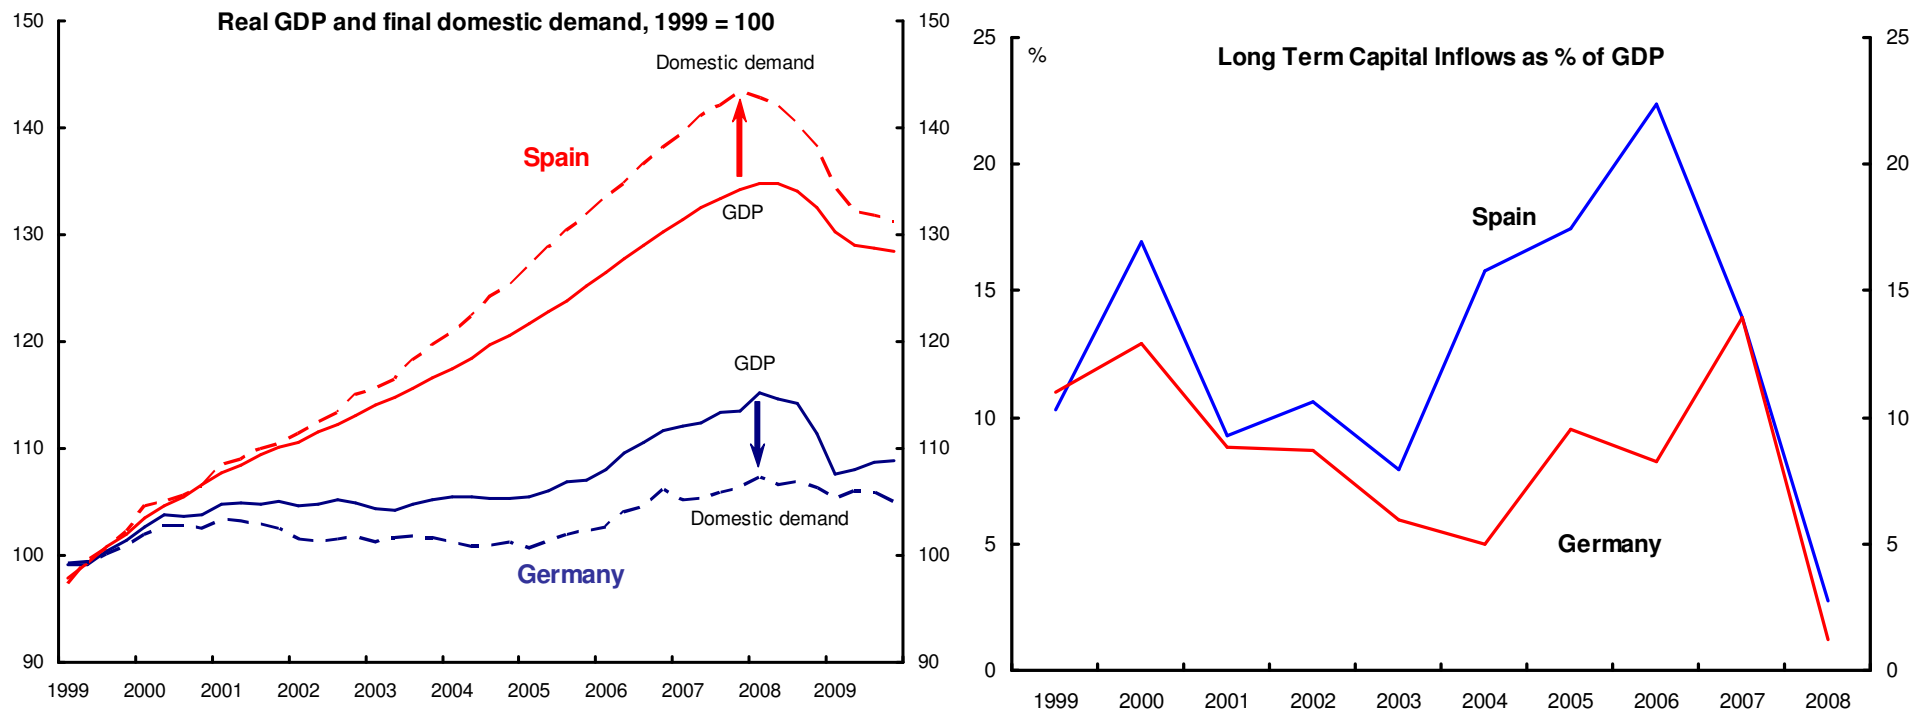 Real GDP and final domestic demand, 1999 = 100
150
140
130
120
110
100
90
150
140
130
120
110
100
90
Domestic demand
Spain
GDP
GDP
Domestic demand
Germany
1999 2000 2001 2002 2003 2004 2005 2006 2007 2008 2009
Long Term Capital Inflows as % of GDP
%
25
20
15
10
5
0
25
20
15
10
5
0
Spain
Germany
1999 2000 2001 2002 2003 2004 2005 2006 2007 2008